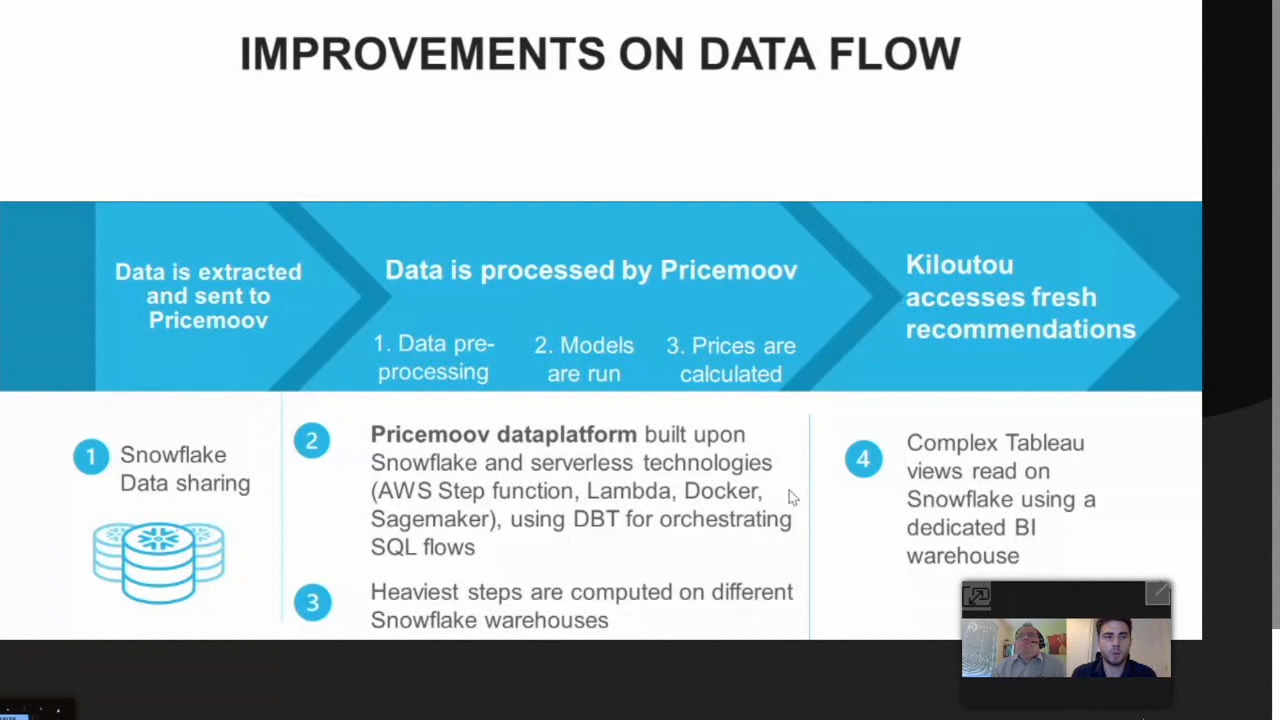 IMPROVEMENTS ON DATA FLOW
Data is extracted
and sent to
Pricemoov
Data is processed by Pricemoov
1. Data pre-
processing
2. Models
are run
3. Prices are
calculated
Kiloutou
accesses fresh
recommendations
1
Snowflake
Data sharing
2
Pricemoov dataplatform built upon
Snowflake and serverless technologies
(AWS Step function, Lambda, Docker,
Sagemaker), using DBT for orchestrating
SQL flows
3
Heaviest steps are computed on different
Snowflake warehouses
4
Complex Tableau
views read on
Snowflake using a
dedicated BI
warehouse